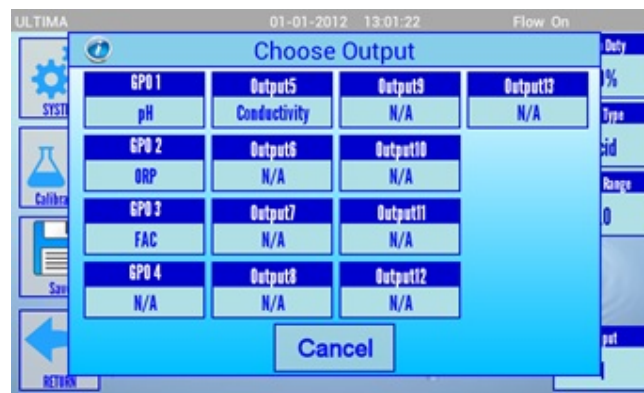 ULTIMA 01-01-2012 13:01:22 Flow On
Choose Output
GPO 1 Output5 Output9 Output13
pH Conductivity N/A N/A
GPO 2 Output6 Output10
ORP N/A N/A
GPO 3 Output7 Output11
FAC N/A N/A
GPO 4 Output8 Output12
N/A N/A N/A
Cancel
SYST
Calibra
Save
RETURN
Duty
%
Type
cid
Range
.0
put